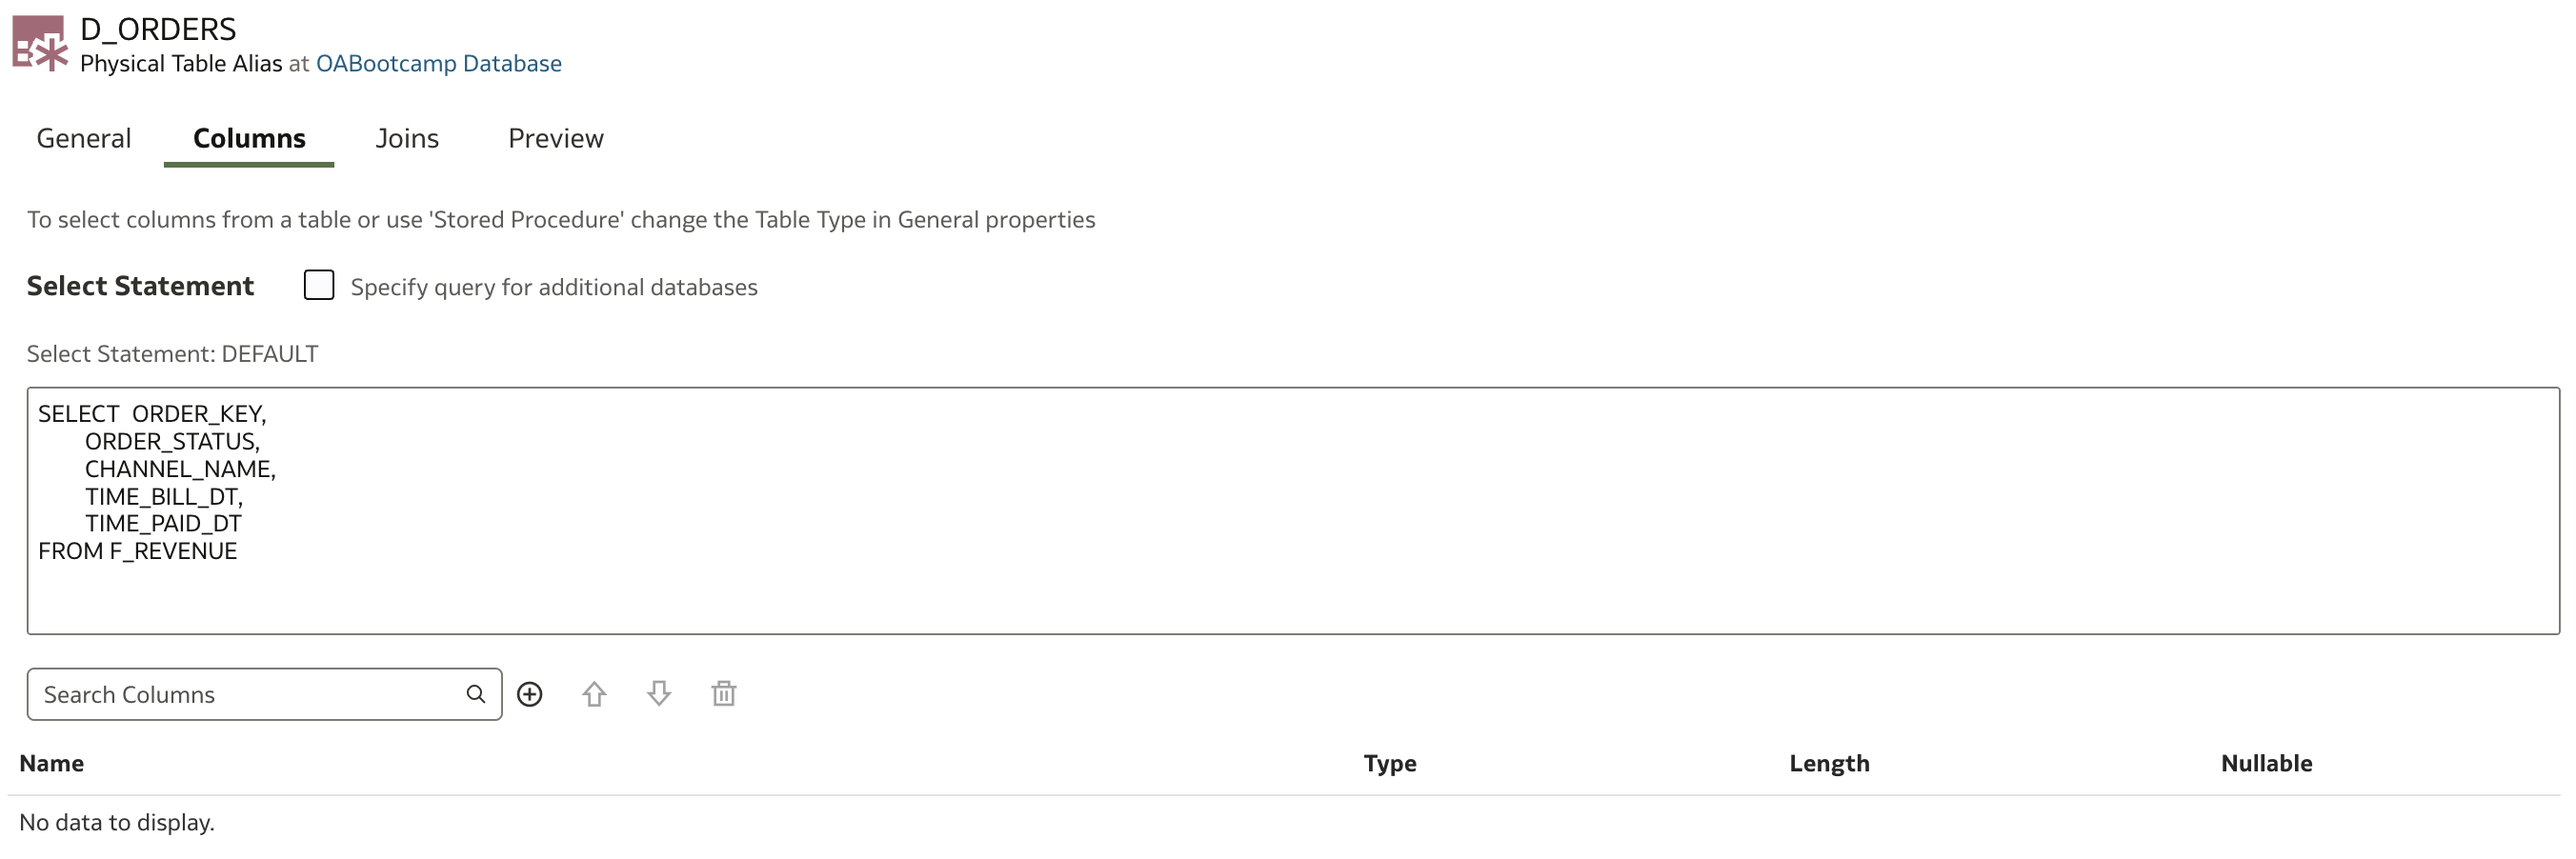 D_ORDERS
Physical Table Alias at OABootcamp Database
General Columns Joins Preview
To select columns from a table or use 'Stored Procedure' change the Table Type in General properties
Select Statement Specify query for additional databases
Select Statement: DEFAULT
SELECT  ORDER_KEY,
ORDER_STATUS,
CHANNEL_NAME,
TIME_BILL_DT,
TIME_PAID_DT
FROM F_REVENUE
Search Columns
Name Type Length Nullable
No data to display.